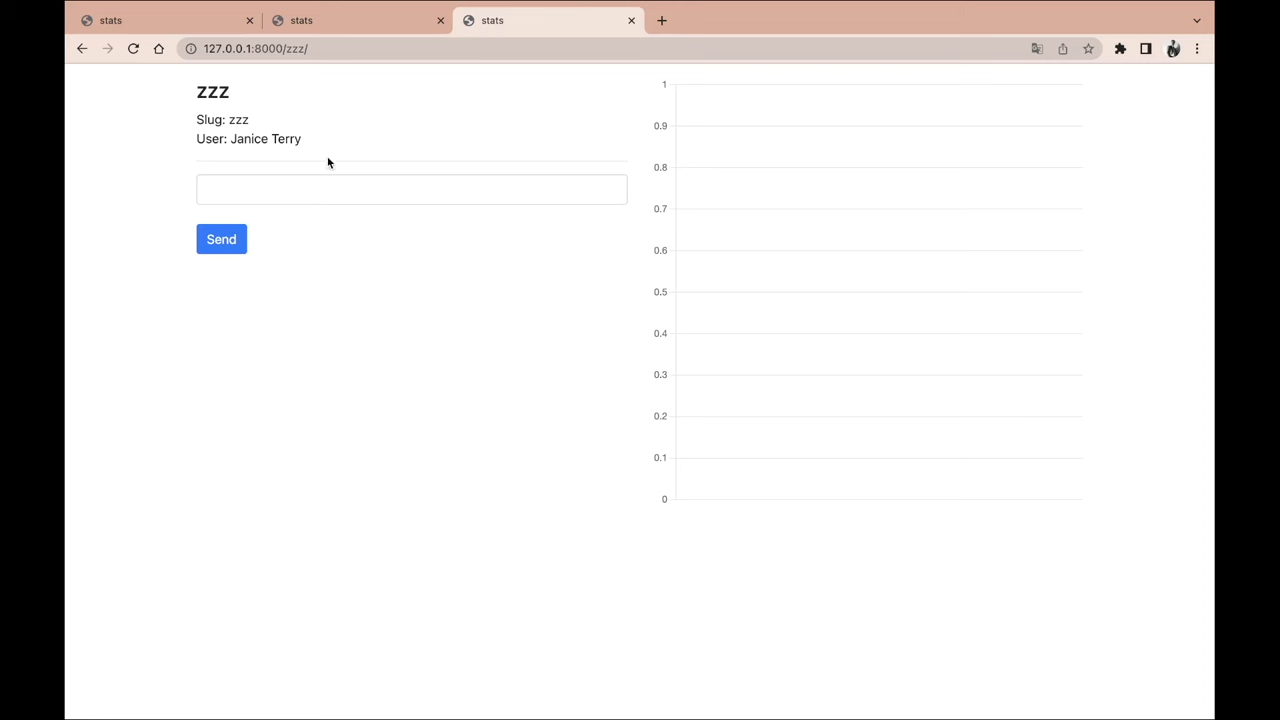 stats
stats
stats
127.0.0.1:8000/zzz/
zzz
Slug: zzz
User: Janice Terry
Send
1
0.9
0.8
0.7
0.6
0.5
0.4
0.3
0.2
0.1
0